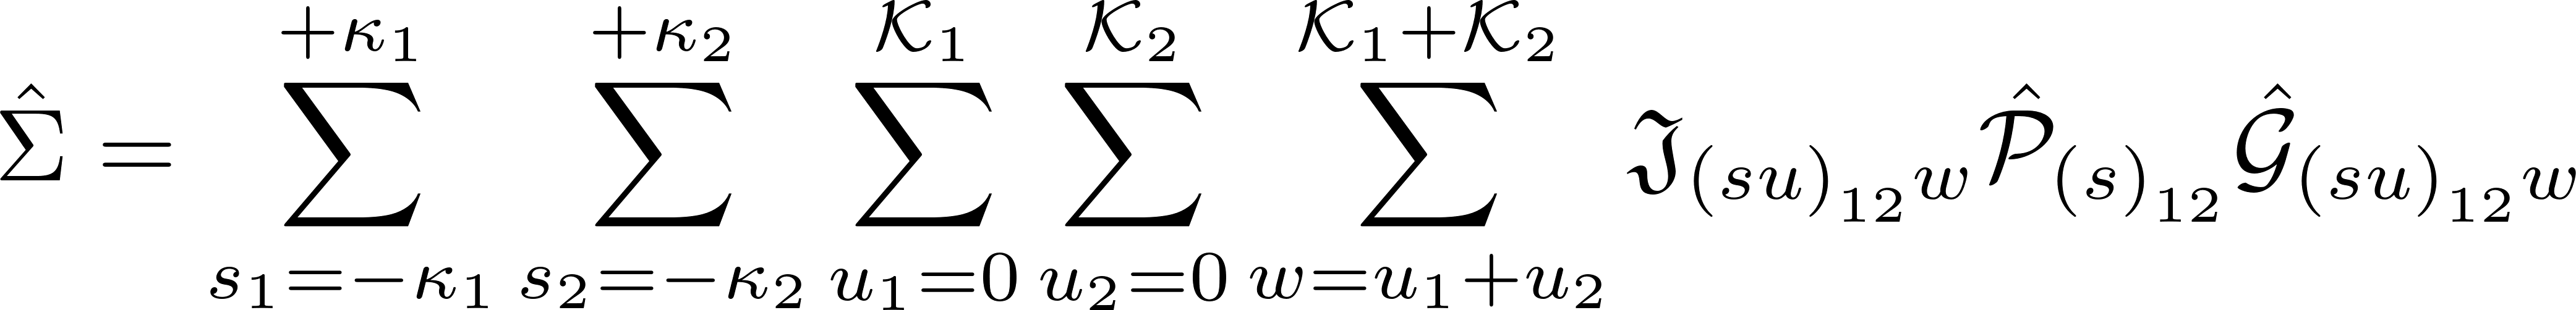 $\hat{\Sigma} = \sum_{s_1=-\kappa_1}^{+\kappa_1} \sum_{s_2=-\kappa_2}^{+\kappa_2} \sum_{u_1=0}^{\mathcal{K}_1} \sum_{u_2=0}^{\mathcal{K}_2} \sum_{w=u_1+u_2}^{\mathcal{K}_1+\mathcal{K}_2} \mathfrak{J}_{(su)_{12}w} \hat{\mathcal{P}}_{(s)_{12}} \hat{\mathcal{G}}_{(su)_{12}w}$